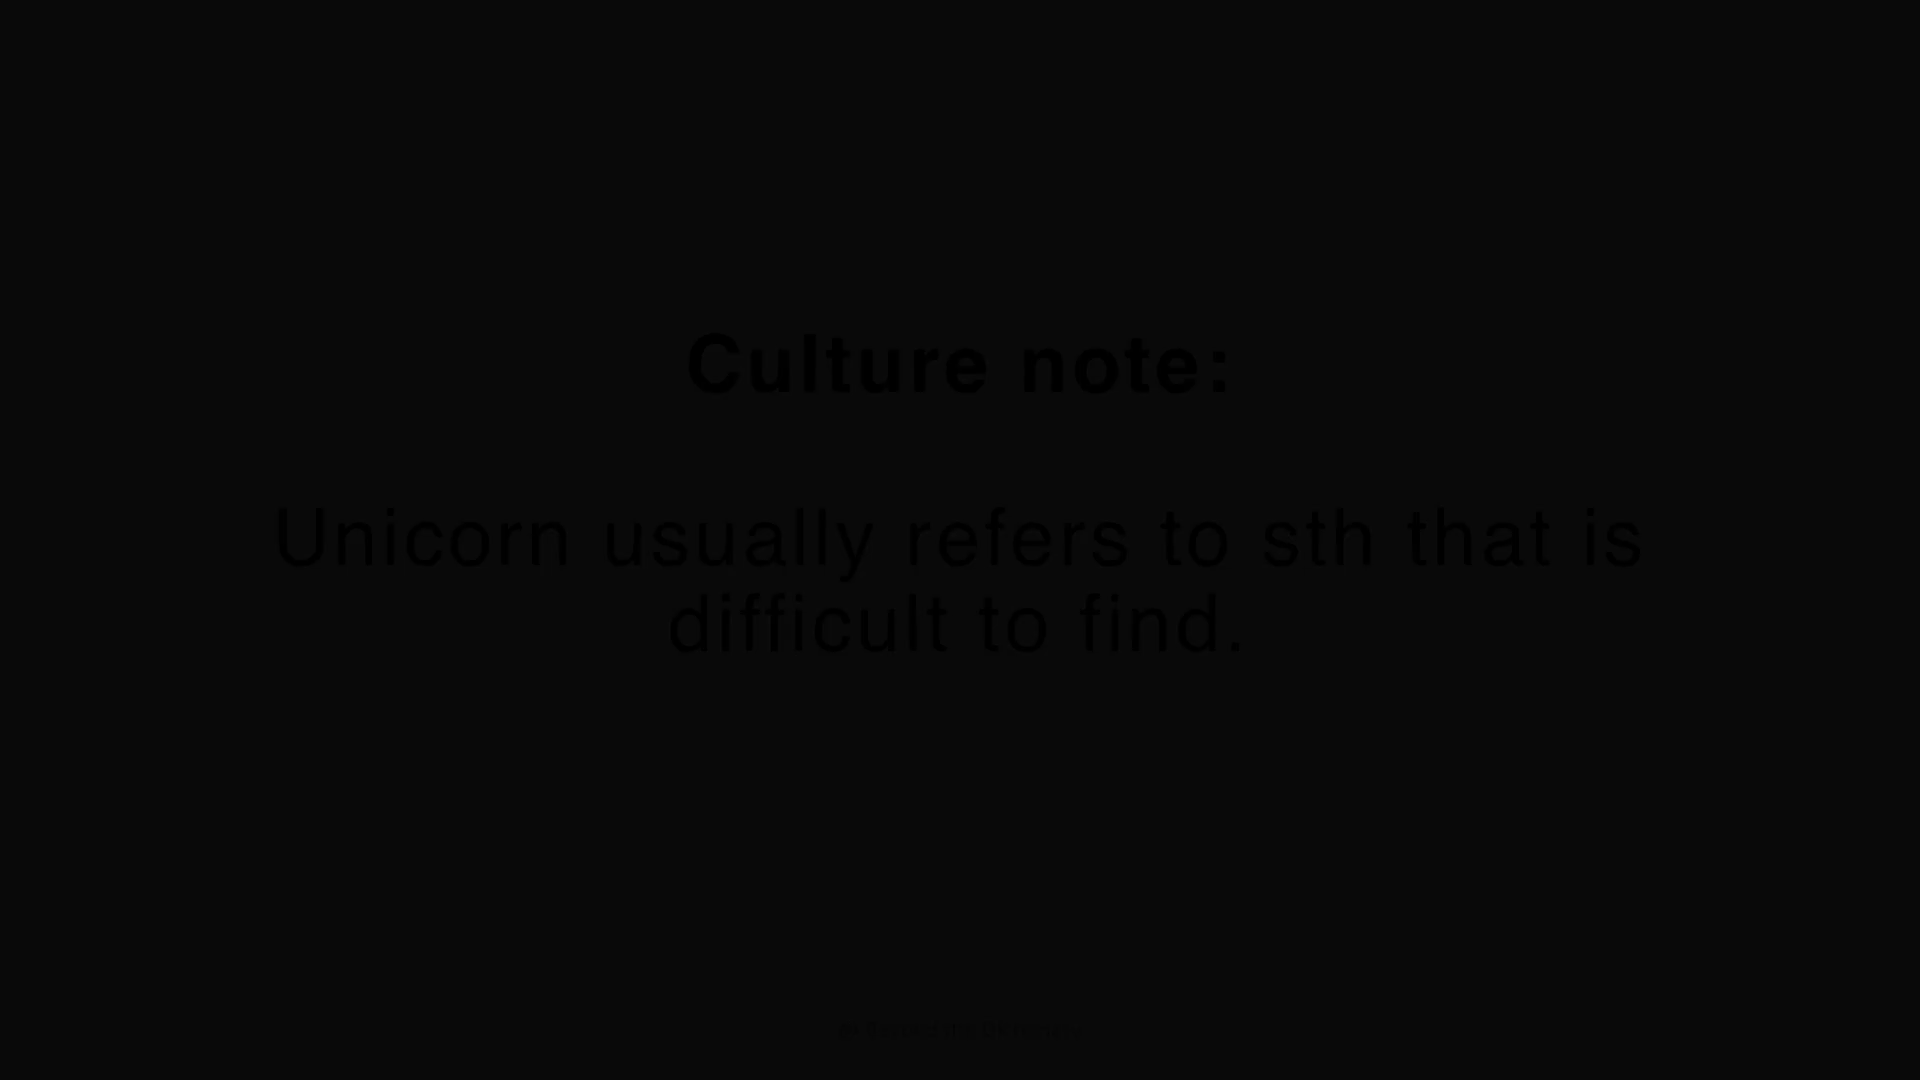 Culture note:
Unicorn usually refers to sth that is
difficult to find.